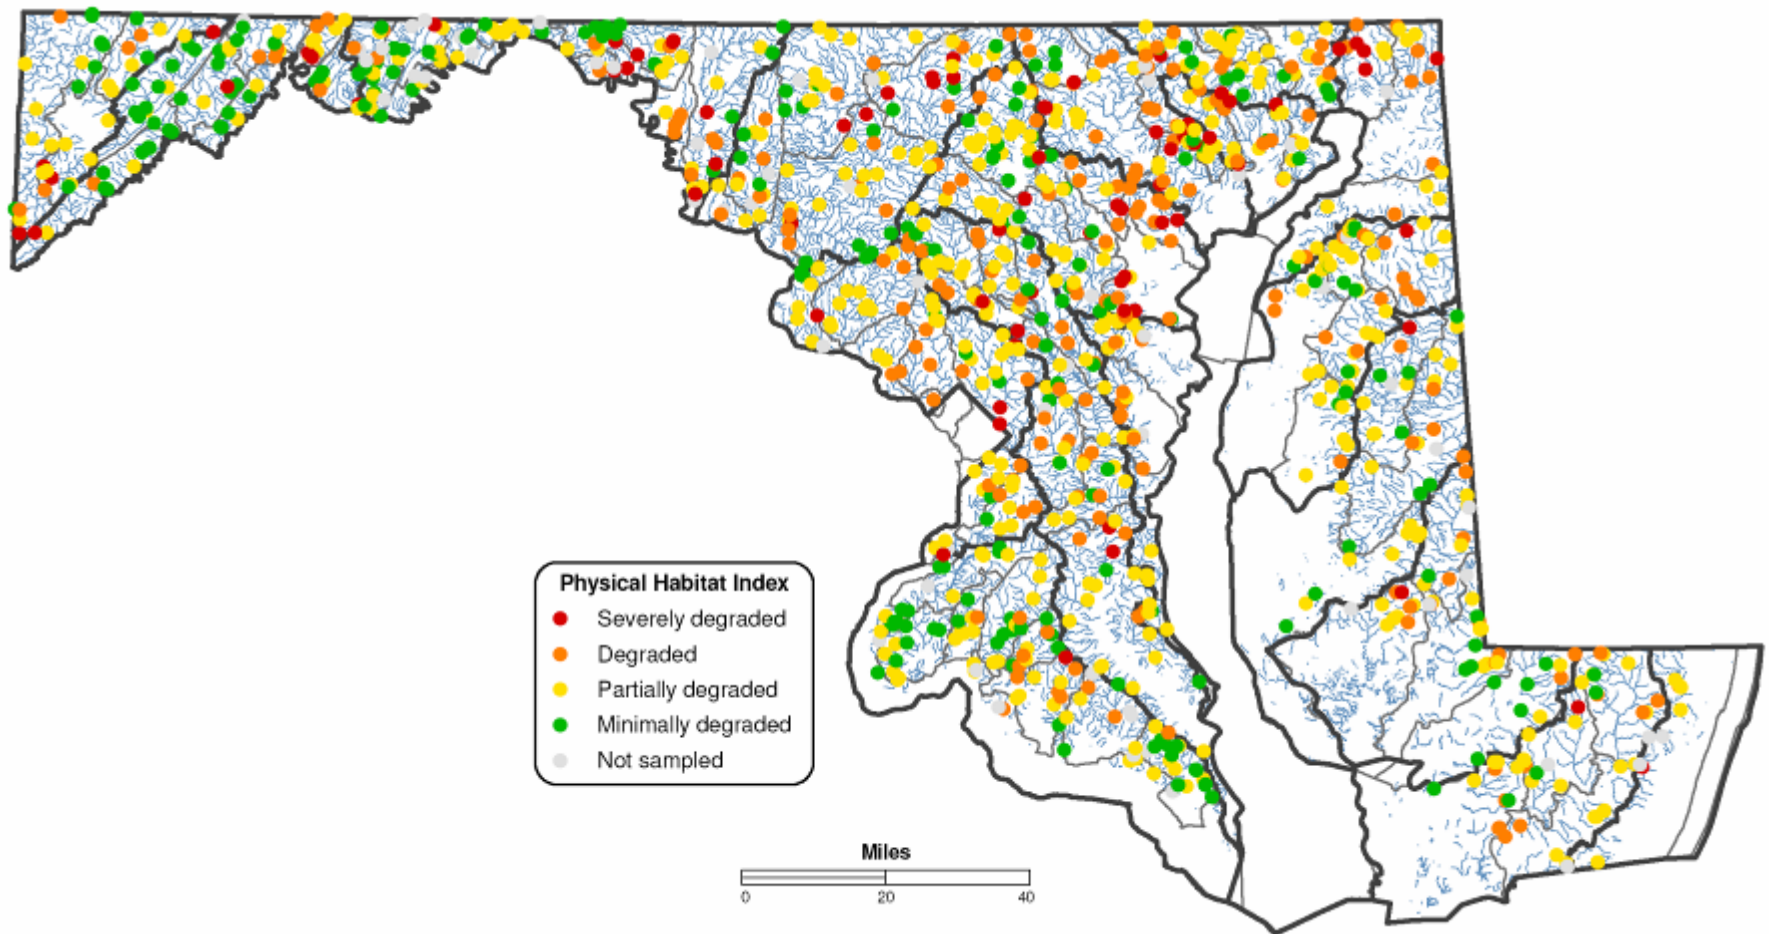 Physical Habitat Index
Severely degraded
Degraded
Partially degraded
Minimally degraded
Not sampled
Miles
0 20 40